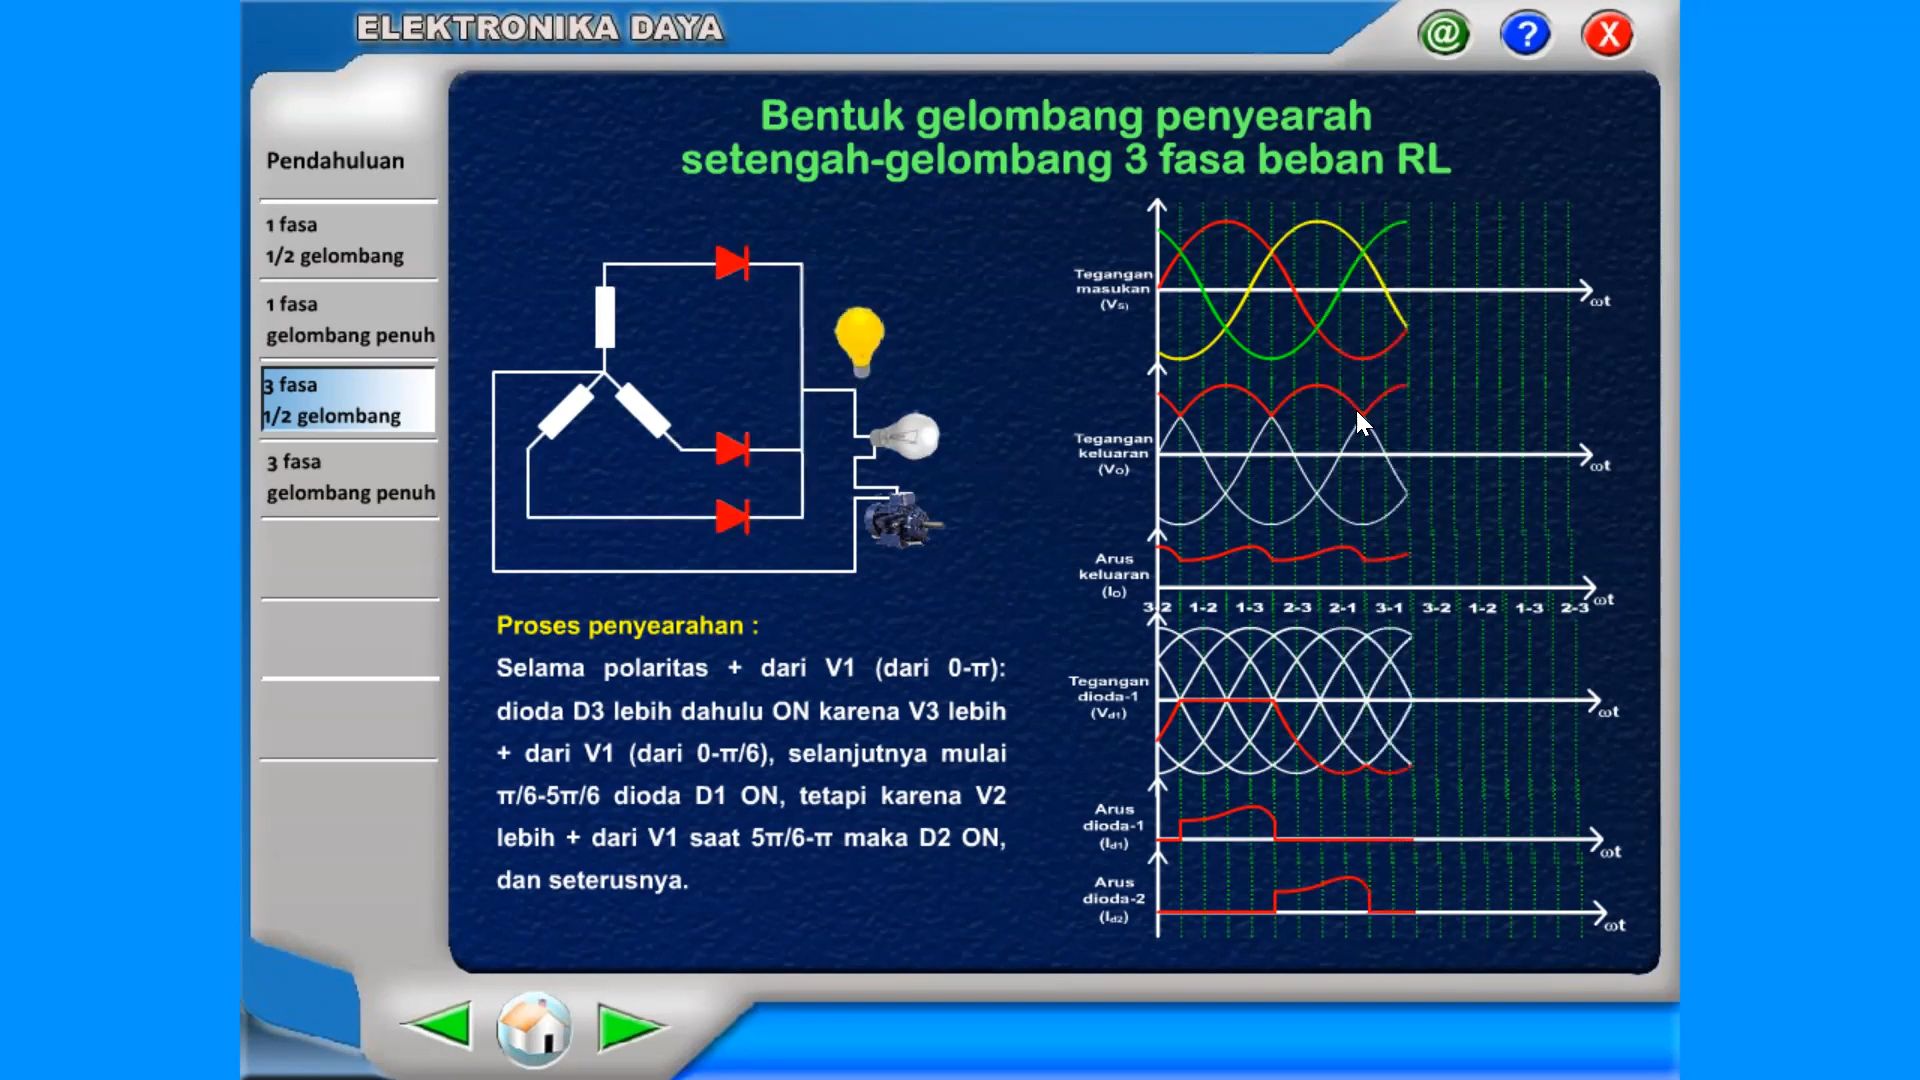 ELEKTRONIKA DAYA
@ ? X
Pendahuluan
1 fasa
1/2 gelombang
1 fasa
gelombang penuh
3 fasa
1/2 gelombang
3 fasa
gelombang penuh
Bentuk gelombang penyearah
setengah-gelombang 3 fasa beban RL
Proses penyearahan :
Selama polaritas + dari V1 (dari 0-π):
dioda D3 lebih dahulu ON karena V3 lebih
+ dari V1 (dari 0-π/6), selanjutnya mulai
π/6-5π/6 dioda D1 ON, tetapi karena V2
lebih + dari V1 saat 5π/6-π maka D2 ON,
dan seterusnya.
Tegangan
masukan
(Vs)
ωt
Tegangan
keluaran
(Vo)
ωt
Arus
keluaran
(Io)
ωt
3-2 1-2 1-3 2-3 2-1 3-1 3-2 1-2 1-3 2-3
Tegangan
dioda-1
(Vd1)
ωt
Arus
dioda-1
(Id1)
ωt
Arus
dioda-2
(Id2)
ωt